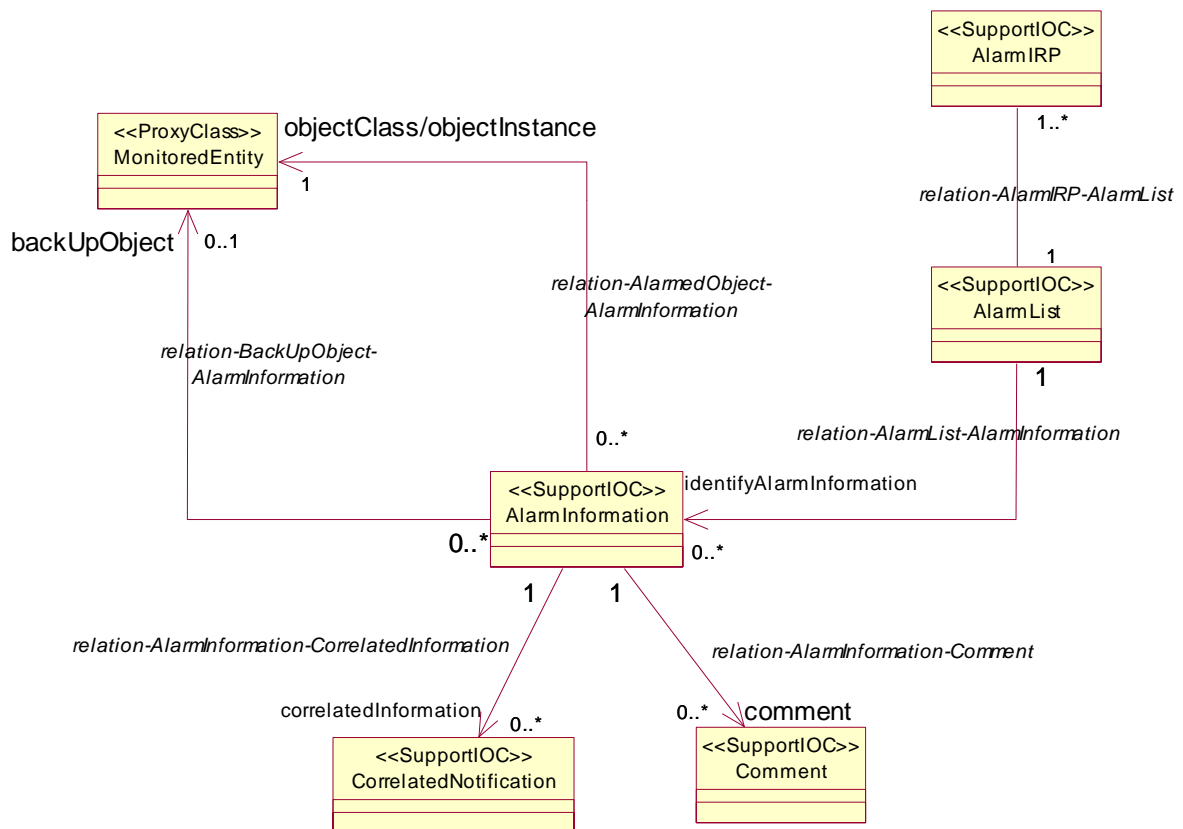 <<SupportIOC>>
AlarmIRP
1..*
<<ProxyClass>>
MonitoredEntity
objectClass/objectInstance
1
relation-AlarmIRP-AlarmList
backUpObject
0..1
1
<<SupportIOC>>
AlarmList
1
relation-AlarmedObject-
AlarmInformation
relation-BackUpObject-
AlarmInformation
0..*
relation-AlarmList-AlarmInformation
<<SupportIOC>>
AlarmInformation
identifyAlarmInformation
0..*
0..*
1
1
relation-AlarmInformation-CorrelatedInformation
relation-AlarmInformation-Comment
correlatedInformation
0..*
0..*
comment
<<SupportIOC>>
CorrelatedNotification
<<SupportIOC>>
Comment